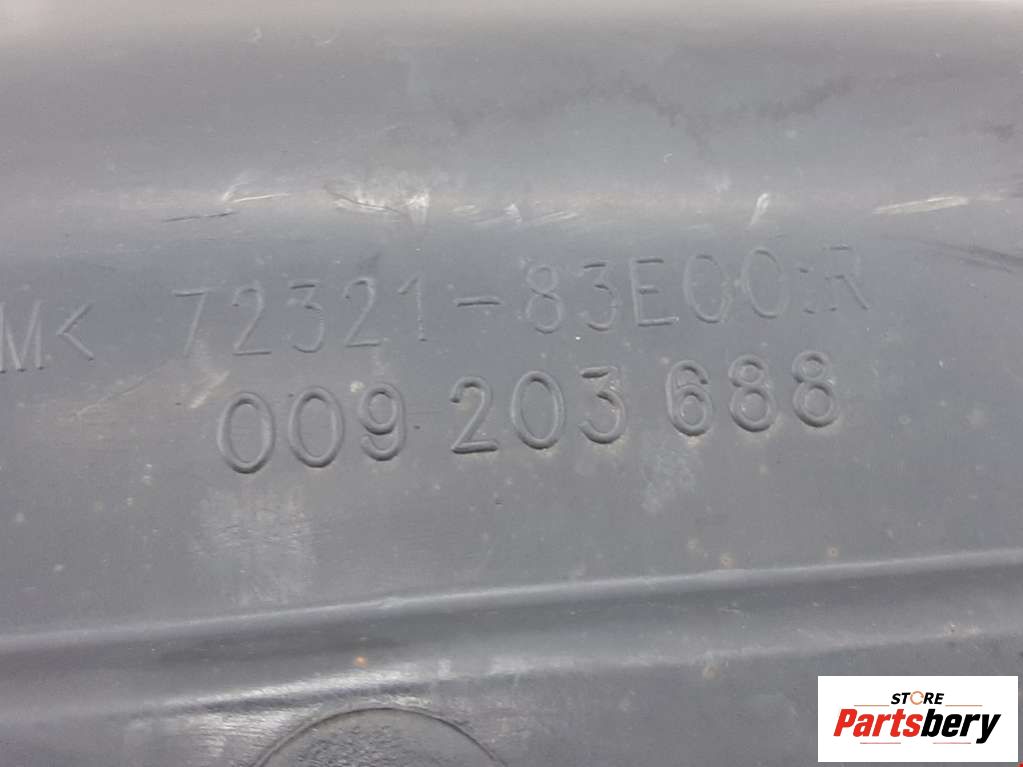 M< 72321-83E00:R
009 203 688
STORE
Partsbery